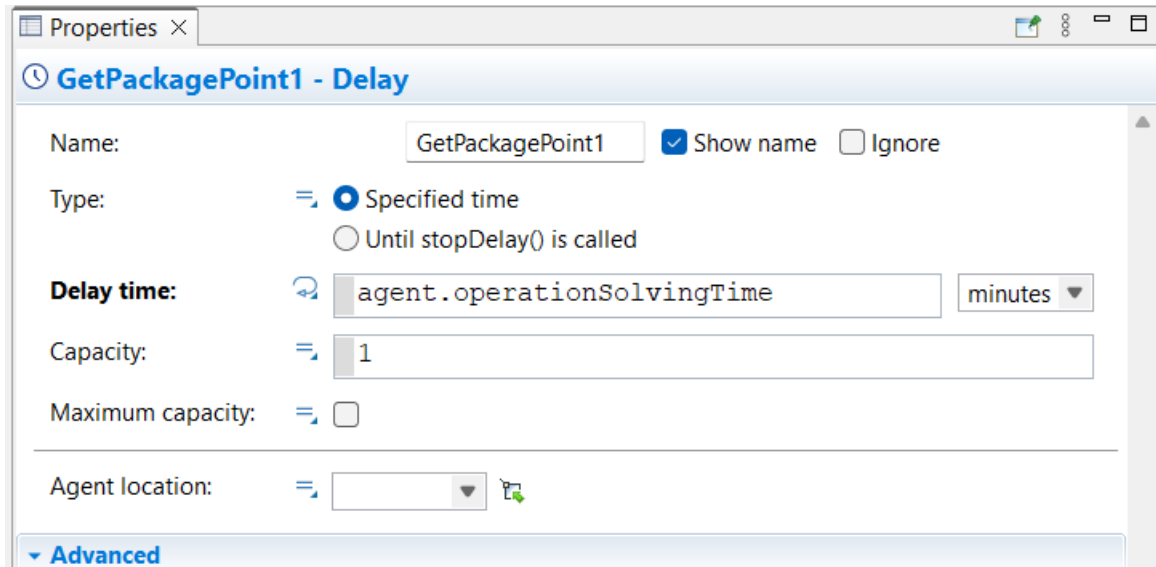 Properties
GetPackagePoint1 - Delay
Name: GetPackagePoint1 Show name Ignore
Type: Specified time
Until stopDelay() is called
Delay time: agent.operationSolvingTime minutes
Capacity: 1
Maximum capacity:
Agent location:
Advanced